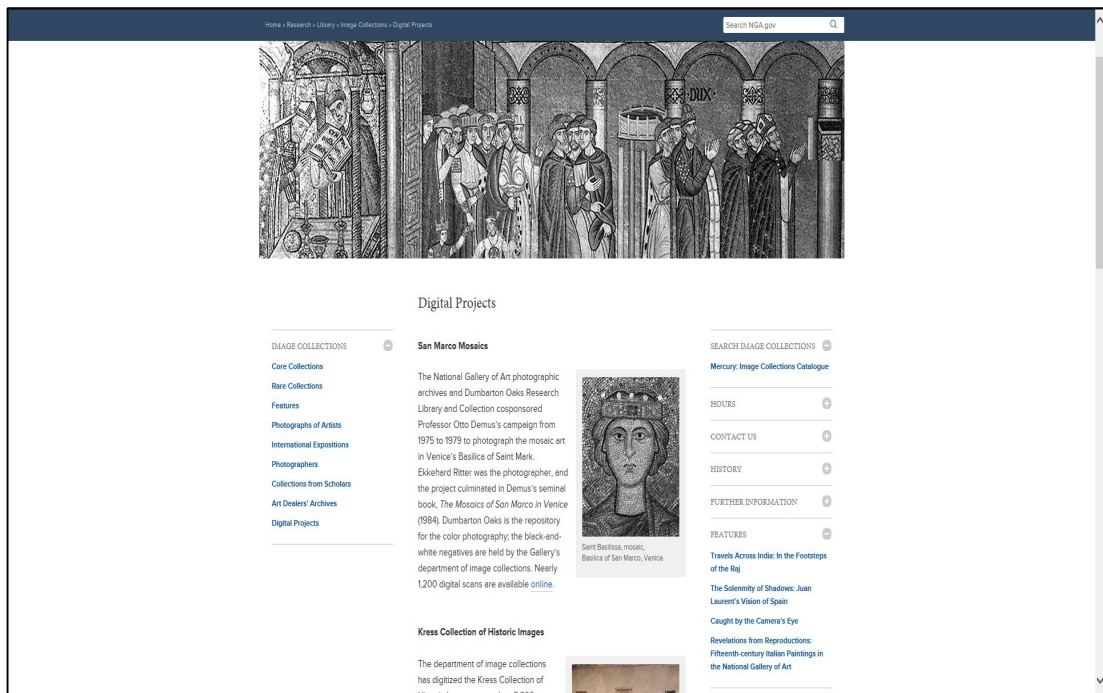 Home » Research » Library » Image Collections » Digital Projects
Search NGA.gov
DUX
Digital Projects
IMAGE COLLECTIONS
Core Collections
Rare Collections
Features
Photographs of Artists
International Expositions
Photographers
Collections from Scholars
Art Dealers' Archives
Digital Projects
San Marco Mosaics
The National Gallery of Art photographic
archives and Dumbarton Oaks Research
Library and Collection cosponsored
Professor Otto Demus's campaign from
1975 to 1979 to photograph the mosaic art
in Venice's Basilica of Saint Mark.
Ekkehard Ritter was the photographer, and
the project culminated in Demus's seminal
book, The Mosaics of San Marco in Venice
(1984). Dumbarton Oaks is the repository
for the color photography; the black-and-
white negatives are held by the Gallery's
department of image collections. Nearly
1,200 digital scans are available online.
Saint Basilissa, mosaic,
Basilica of San Marco, Venice.
Kress Collection of Historic Images
The department of image collections
has digitized the Kress Collection of
SEARCH IMAGE COLLECTIONS
Mercury: Image Collections Catalogue
HOURS
CONTACT US
HISTORY
FURTHER INFORMATION
FEATURES
Travels Across India: In the Footsteps
of the Raj
The Solemnity of Shadows: Juan
Laurent's Vision of Spain
Caught by the Camera's Eye
Revelations from Reproductions:
Fifteenth-century Italian Paintings in
the National Gallery of Art